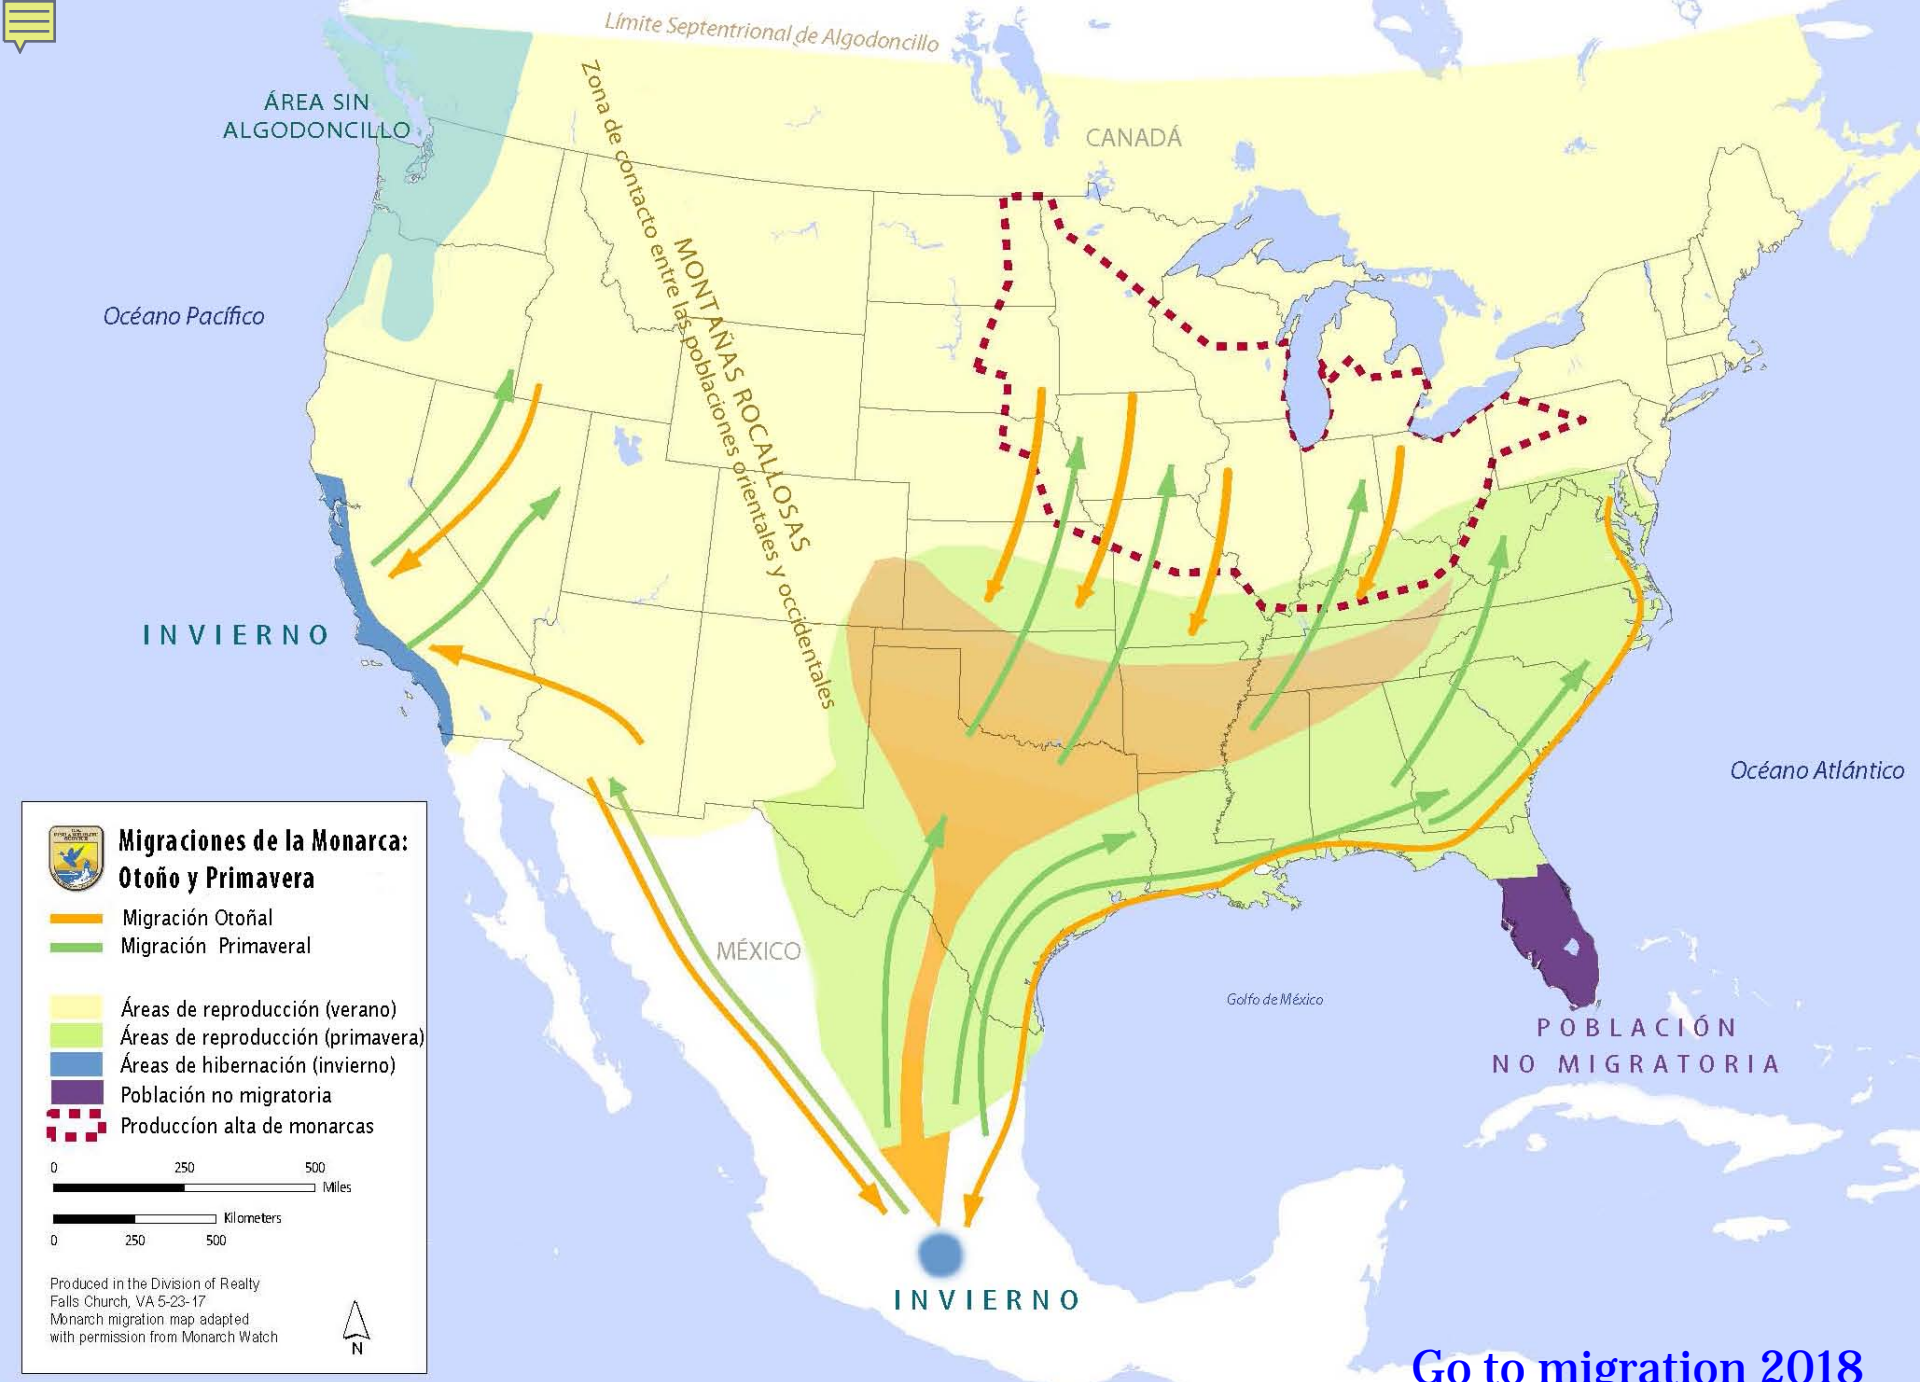 Límite Septentrional de Algodoncillo
Zona de contacto entre las poblaciones orientales y occidentales
MONTAÑAS ROCALLOSAS
ÁREA SIN
ALGODONCILLO
CANADÁ
Océano Pacífico
INVIERNO
Océano Atlántico
MÉXICO
Golfo de México
POBLACIÓN
NO MIGRATORIA
INVIERNO
Migraciones de la Monarca:
Otoño y Primavera
Migración Otoñal
Migración Primaveral
Áreas de reproducción (verano)
Áreas de reproducción (primavera)
Áreas de hibernación (invierno)
Población no migratoria
Produccíon alta de monarcas
0 250 500
Miles
Kilometers
0 250 500
Produced in the Division of Realty
Falls Church, VA 5-23-17
Monarch migration map adapted
with permission from Monarch Watch
N
Go to migration 2018